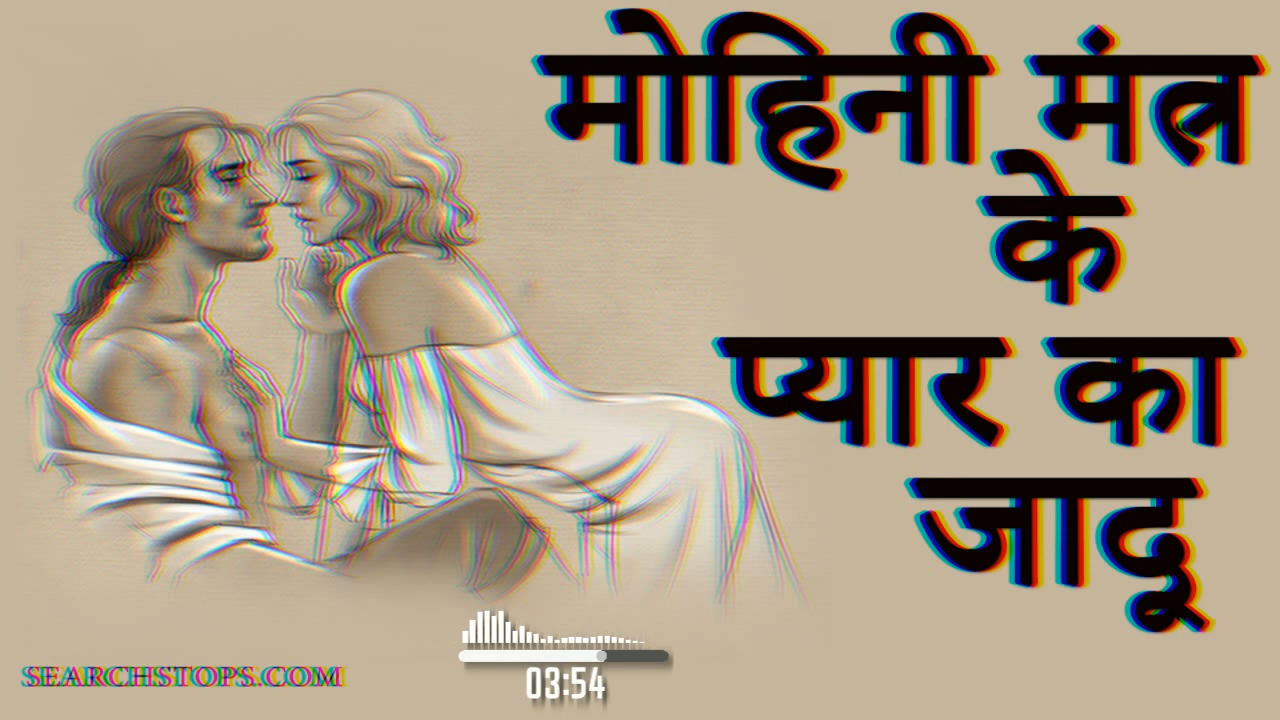 मोहिनी मंत्र
के
प्यार का
जादू
03:54
SEARCHSTOPS.COM